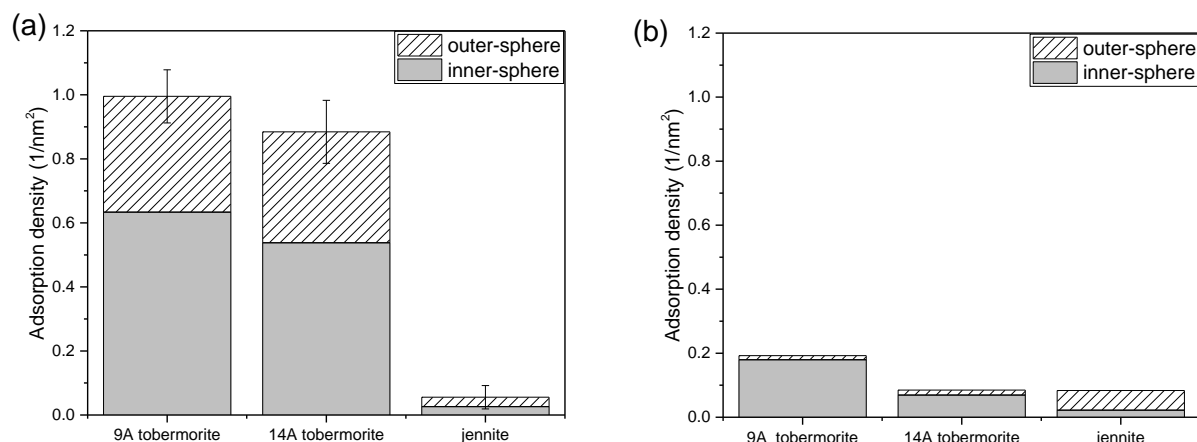 (a)
outer-sphere
inner-sphere
Adsorption density (1/nm²)
1.2
1.0
0.8
0.6
0.4
0.2
0.0
9A tobermorite
14A tobermorite
jennite
(b)
outer-sphere
inner-sphere
Adsorption density (1/nm²)
1.2
1.0
0.8
0.6
0.4
0.2
0.0
9A tobermorite
14A tobermorite
jennite